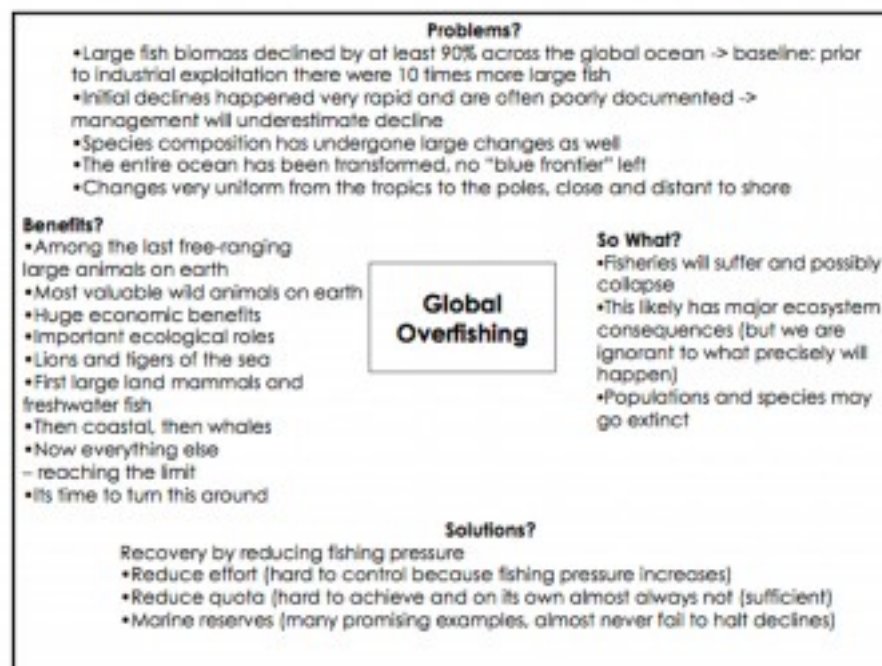 Problems?
•Large fish biomass declined by at least 90% across the global ocean -> baseline: prior
to industrial exploitation there were 10 times more large fish
•Initial declines happened very rapid and are often poorly documented ->
management will underestimate decline
•Species composition has undergone large changes as well
•The entire ocean has been transformed, no "blue frontier" left
•Changes very uniform from the tropics to the poles, close and distant to shore
Benefits?
•Among the last free-ranging
large animals on earth
•Most valuable wild animals on earth
•Huge economic benefits
•Important ecological roles
•Lions and tigers of the sea
•First large land mammals and
freshwater fish
•Then coastal, then whales
•Now everything else
– reaching the limit
•Its time to turn this around
Global
Overfishing
So What?
•Fisheries will suffer and possibly
collapse
•This likely has major ecosystem
consequences (but we are
ignorant to what precisely will
happen)
•Populations and species may
go extinct
Solutions?
Recovery by reducing fishing pressure
•Reduce effort (hard to control because fishing pressure increases)
•Reduce quota (hard to achieve and on its own almost always not (sufficient)
•Marine reserves (many promising examples, almost never fail to halt declines)